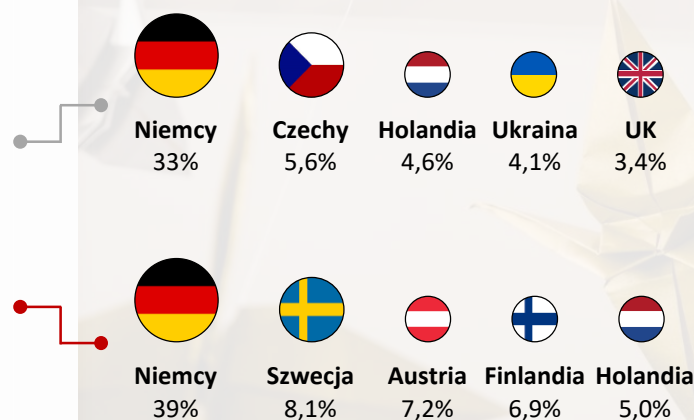 Niemcy Czechy Holandia Ukraina UK
33% 5,6% 4,6% 4,1% 3,4%
Niemcy Szwecja Austria Finlandia Holandia
39% 8,1% 7,2% 6,9% 5,0%